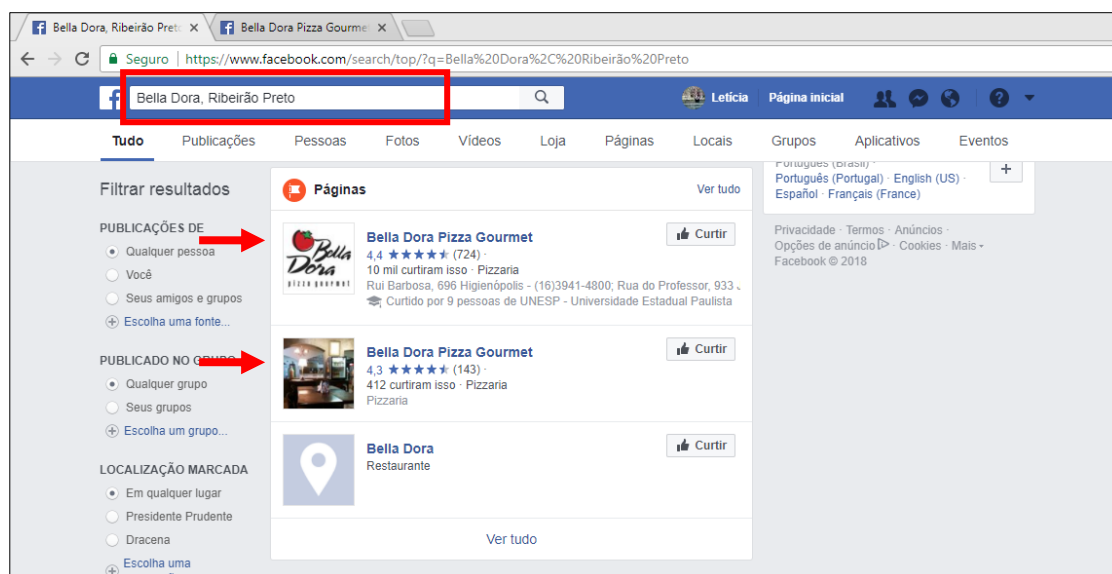 Bella Dora, Ribeirão Preto
Bella Dora Pizza Gourmet
Seguro | https://www.facebook.com/search/top/?q=Bella%20Dora%2C%20Ribeirão%20Preto
Bella Dora, Ribeirão Preto
Letícia
Página inicial
Tudo Publicações Pessoas Fotos Vídeos Loja Páginas Locais Grupos Aplicativos Eventos
Filtrar resultados
PUBLICAÇÕES DE
Qualquer pessoa
Você
Seus amigos e grupos
Escolha uma fonte...
PUBLICADO NO GRUPO
Qualquer grupo
Seus grupos
Escolha um grupo...
LOCALIZAÇÃO MARCADA
Em qualquer lugar
Presidente Prudente
Dracena
Escolha uma
Páginas
Ver tudo
Bella Dora
pizza gourmet
Bella Dora Pizza Gourmet
Curtir
4,4 ★★★★★ (724) ·
10 mil curtiram isso · Pizzaria
Rui Barbosa, 696 Higienópolis - (16)3941-4800; Rua do Professor, 933
Curtido por 9 pessoas de UNESP - Universidade Estadual Paulista
Bella Dora Pizza Gourmet
Curtir
4,3 ★★★★★ (143) ·
412 curtiram isso · Pizzaria
Pizzaria
Bella Dora
Curtir
Restaurante
Ver tudo
Português (Brasil) ·
Português (Portugal) · English (US) ·
Español · Français (France)
Privacidade · Termos · Anúncios ·
Opções de anúncio · Cookies · Mais
Facebook © 2018